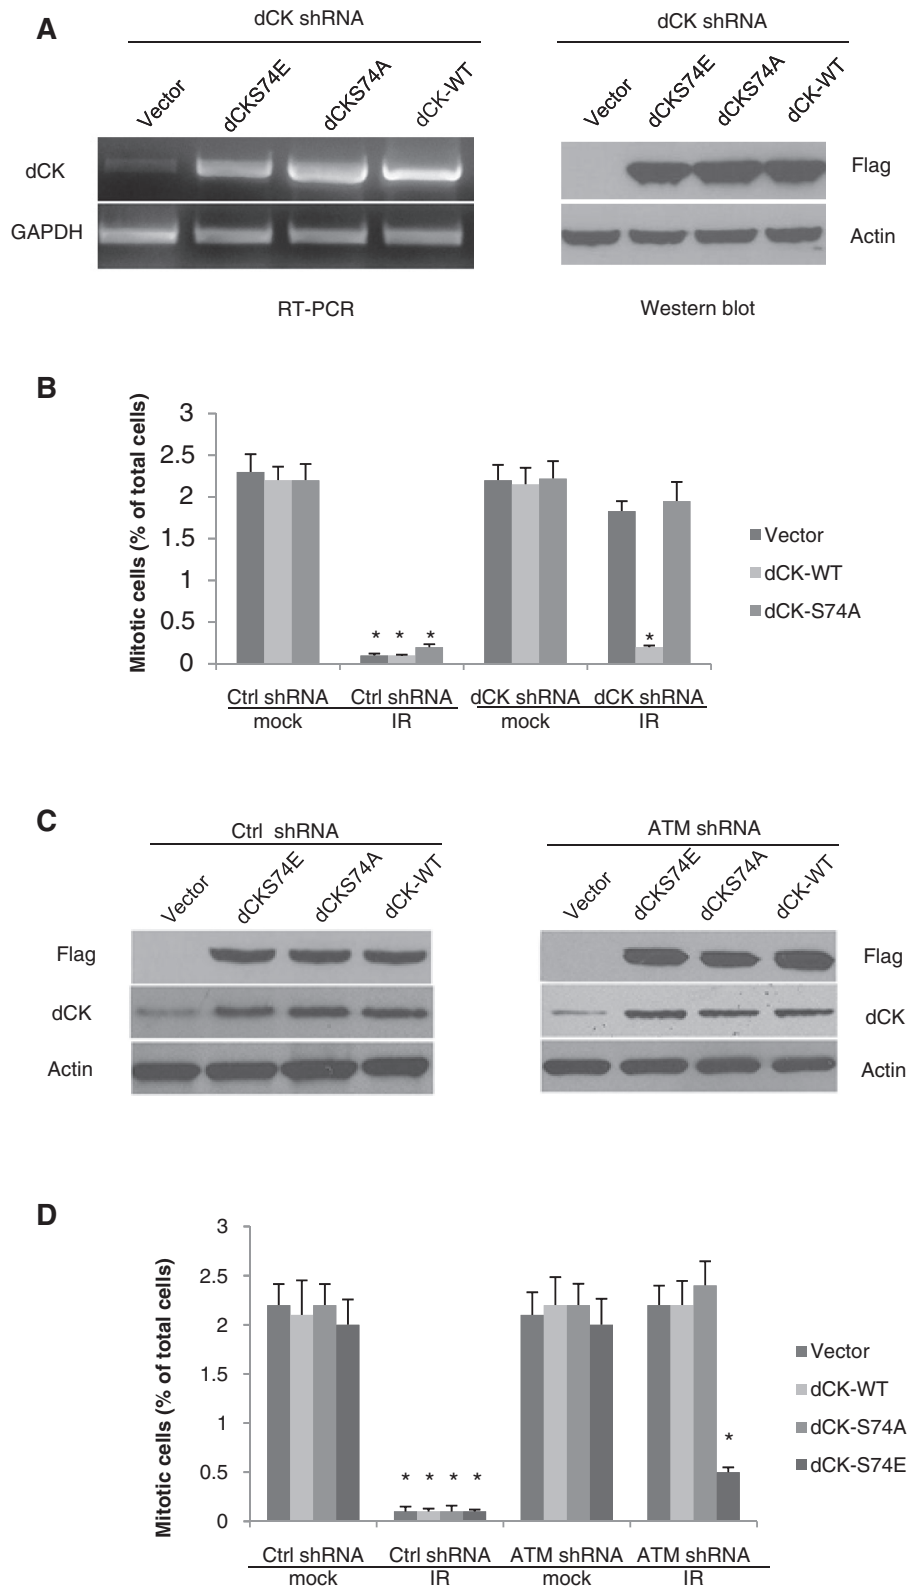 A
dCK shRNA
dCK shRNA
Vector
dCKS74E
dCKS74A
dCK-WT
Vector
dCKS74E
dCKS74A
dCK-WT
dCK
GAPDH
Flag
Actin
RT-PCR
Western blot
B
Mitotic cells (% of total cells)
3
2.5
2
1.5
1
0.5
0
* * *
*
Vector
dCK-WT
dCK-S74A
Ctrl shRNA
Ctrl shRNA
dCK shRNA
dCK shRNA
mock
IR
mock
IR
C
Ctrl shRNA
ATM shRNA
Vector
dCKS74E
dCKS74A
dCK-WT
Vector
dCKS74E
dCKS74A
dCK-WT
Flag
dCK
Actin
Flag
dCK
Actin
D
Mitotic cells (% of total cells)
3
2.5
2
1.5
1
0.5
0
* * * *
*
Vector
dCK-WT
dCK-S74A
dCK-S74E
Ctrl shRNA
Ctrl shRNA
ATM shRNA
ATM shRNA
mock
IR
mock
IR